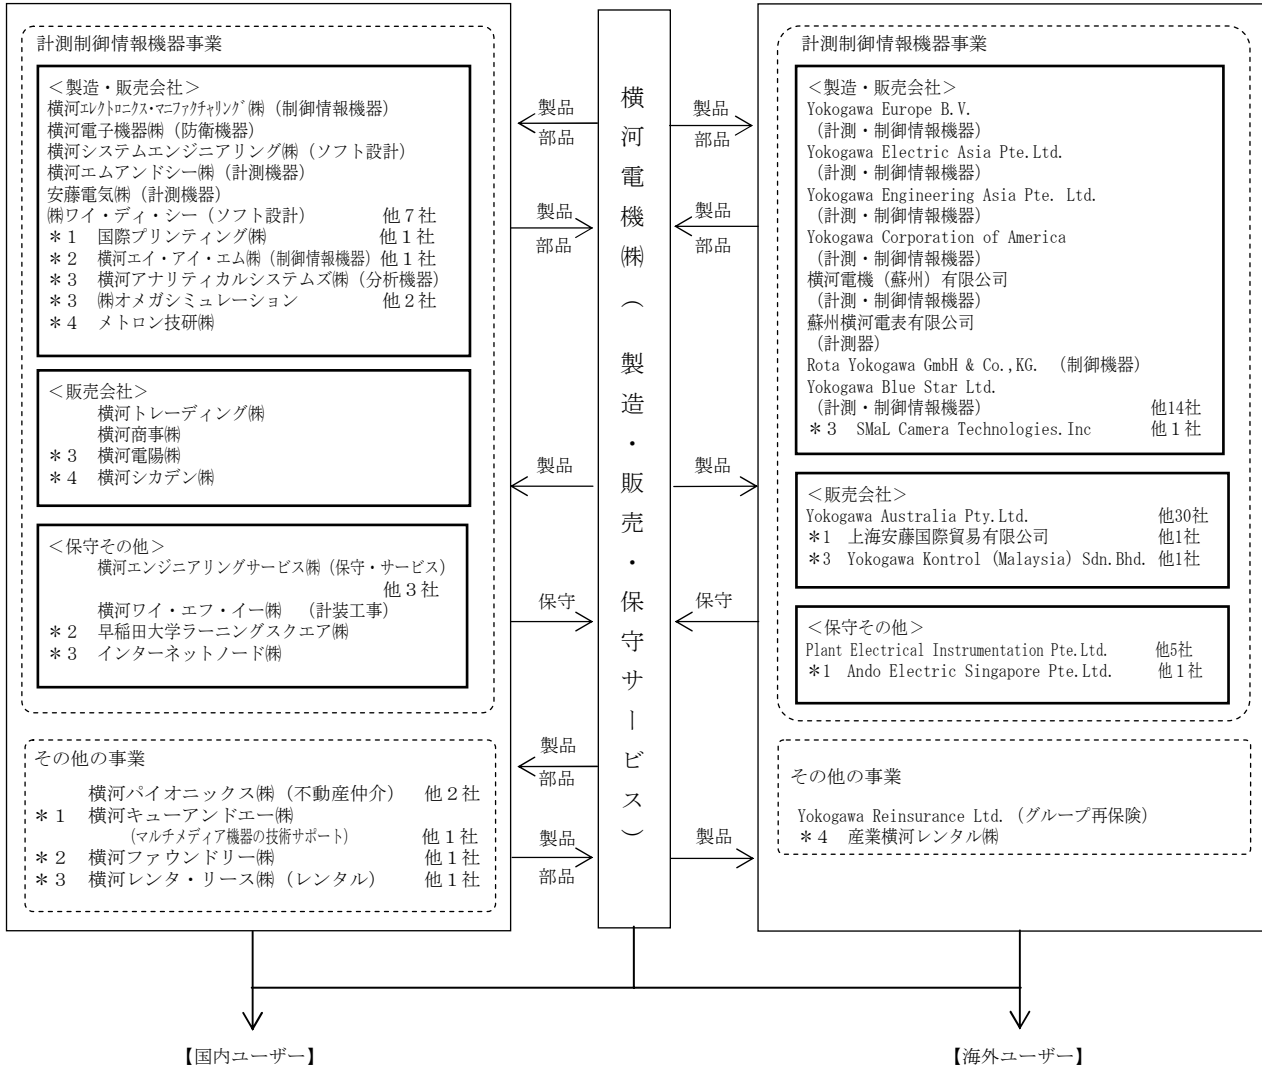 計測制御情報機器事業
＜製造・販売会社＞
横河ｴﾚｸﾄﾛﾆｸｽ･ﾏﾆﾌｧｸﾁｬﾘﾝｸﾞ㈱（制御情報機器）
横河電子機器㈱（防衛機器）
横河システムエンジニアリング㈱（ソフト設計）
横河エムアンドシー㈱（計測機器）
安藤電気㈱（計測機器）
㈱ワイ・ディ・シー（ソフト設計） 他７社
＊１ 国際プリンティング㈱ 他１社
＊２ 横河エイ・アイ・エム㈱（制御情報機器）他１社
＊３ 横河アナリティカルシステムズ㈱（分析機器）
＊３ ㈱オメガシミュレーション 他２社
＊４ メトロン技研㈱
＜販売会社＞
横河トレーディング㈱
横河商事㈱
＊３ 横河電陽㈱
＊４ 横河シカデン㈱
＜保守その他＞
横河エンジニアリングサービス㈱（保守・サービス）
他３社
横河ワイ・エフ・イー㈱ （計装工事）
＊２ 早稲田大学ラーニングスクエア㈱
＊３ インターネットノード㈱
その他の事業
横河パイオニックス㈱（不動産仲介） 他２社
＊１ 横河キューアンドエー㈱
（マルチメディア機器の技術サポート） 他１社
＊２ 横河ファウンドリー㈱ 他１社
＊３ 横河レンタ・リース㈱（レンタル） 他１社
製品
部品
製品
部品
製品
保守
製品
部品
製品
部品
横河電機㈱（製造・販売・保守サービス）
製品
部品
製品
部品
製品
保守
製品
計測制御情報機器事業
＜製造・販売会社＞
Yokogawa Europe B.V.
（計測・制御情報機器）
Yokogawa Electric Asia Pte.Ltd.
（計測・制御情報機器）
Yokogawa Engineering Asia Pte. Ltd.
（計測・制御情報機器）
Yokogawa Corporation of America
（計測・制御情報機器）
横河電機（蘇州）有限公司
（計測・制御情報機器）
蘇州横河電表有限公司
（計測器）
Rota Yokogawa GmbH & Co.,KG. （制御機器）
Yokogawa Blue Star Ltd.
（計測・制御情報機器） 他14社
＊３ SMaL Camera Technologies.Inc 他１社
＜販売会社＞
Yokogawa Australia Pty.Ltd. 他30社
＊1 上海安藤国際貿易有限公司 他1社
＊3 Yokogawa Kontrol (Malaysia) Sdn.Bhd. 他1社
＜保守その他＞
Plant Electrical Instrumentation Pte.Ltd. 他5社
＊1 Ando Electric Singapore Pte.Ltd. 他１社
その他の事業
Yokogawa Reinsurance Ltd.（グループ再保険）
＊４ 産業横河レンタル㈱
【国内ユーザー】
【海外ユーザー】